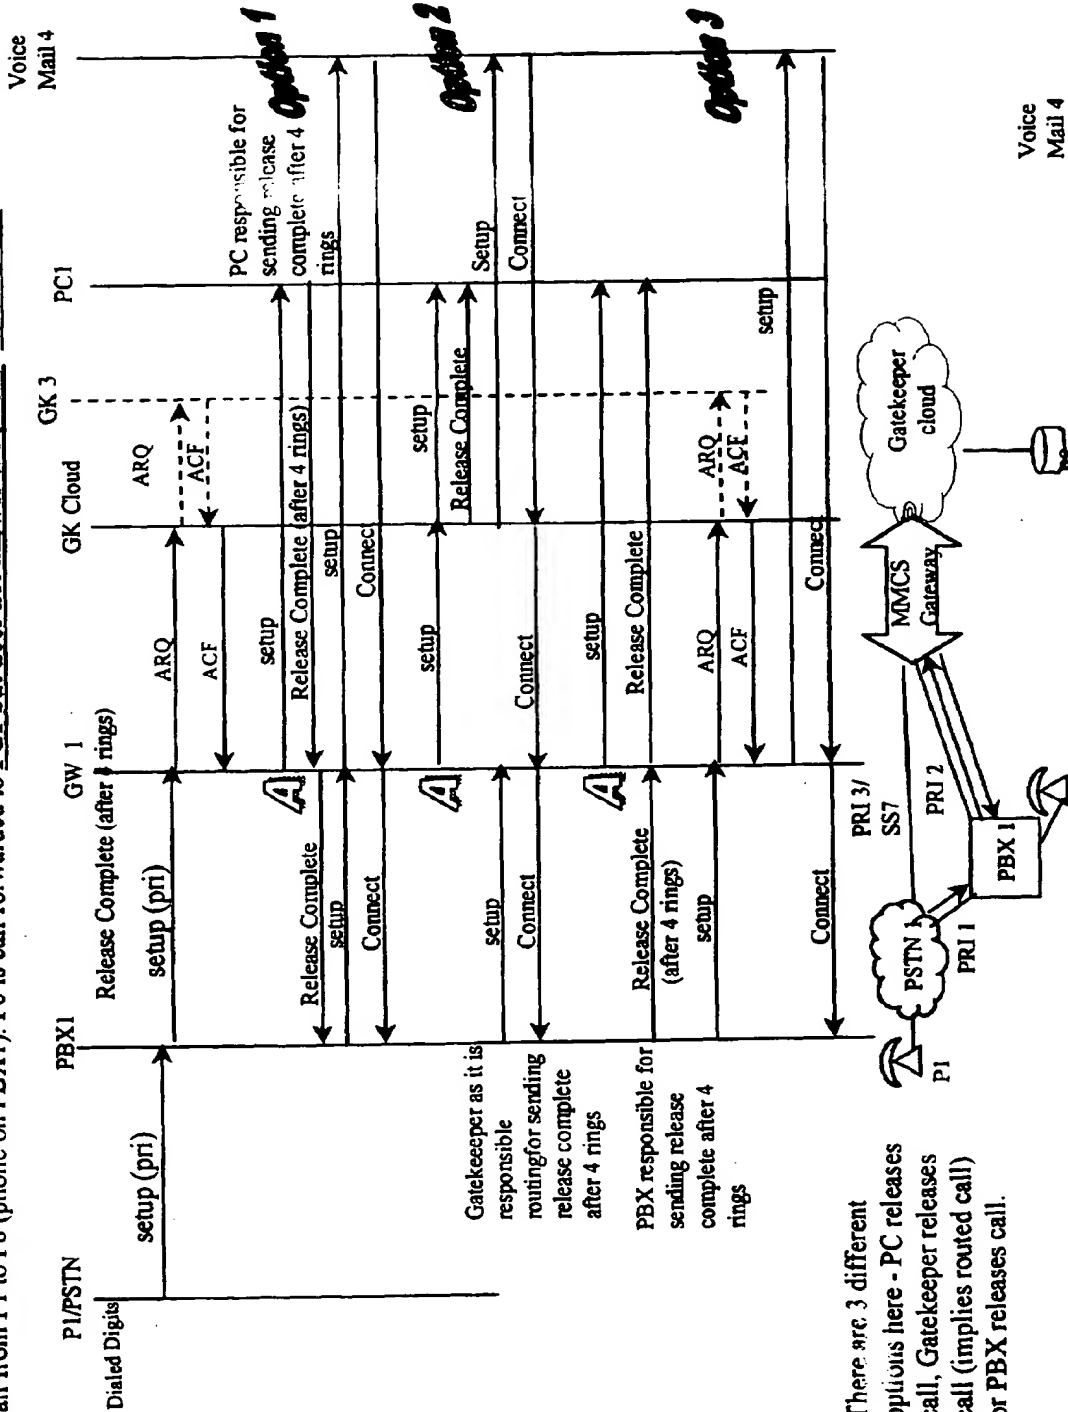 all from P1 to P6 (phone on PBX1). P6 is call forwarded to
Voice
Mail 4
P1/PSTN
PBX1
GW 1
GK Cloud
GK 3
PC1
Dialed Digits
Release Complete (after 4 rings)
setup (pri)
setup (pri)
ARQ
ARQ
ACF
ACF
PC responsible for
sending release
complete after 4
rings
Option 1
A
setup
Release Complete (after 4 rings)
Release Complete
setup
setup
Connect
Connect
Option 2
A
setup
setup
Release Complete
Setup
setup
Connect
Connect
Connect
Gatekeeeper as it is
responsible
routingfor sending
release complete
after 4 rings
Option 3
A
setup
Release Complete
Release Complete
(after 4 rings)
PBX responsible for
sending release
complete after 4
rings
setup
ARQ
ARQ
ACF
ACF
setup
Connect
Connect
There are 3 different
options here - PC releases
call, Gatekeeper releases
call (implies routed call)
or PBX releases call.
P1
PSTN 1
PRI 1
PBX 1
PRI 2
PRI 3/
SS7
MMCS
Gateway
Gatekeeper
cloud
Voice
Mail 4